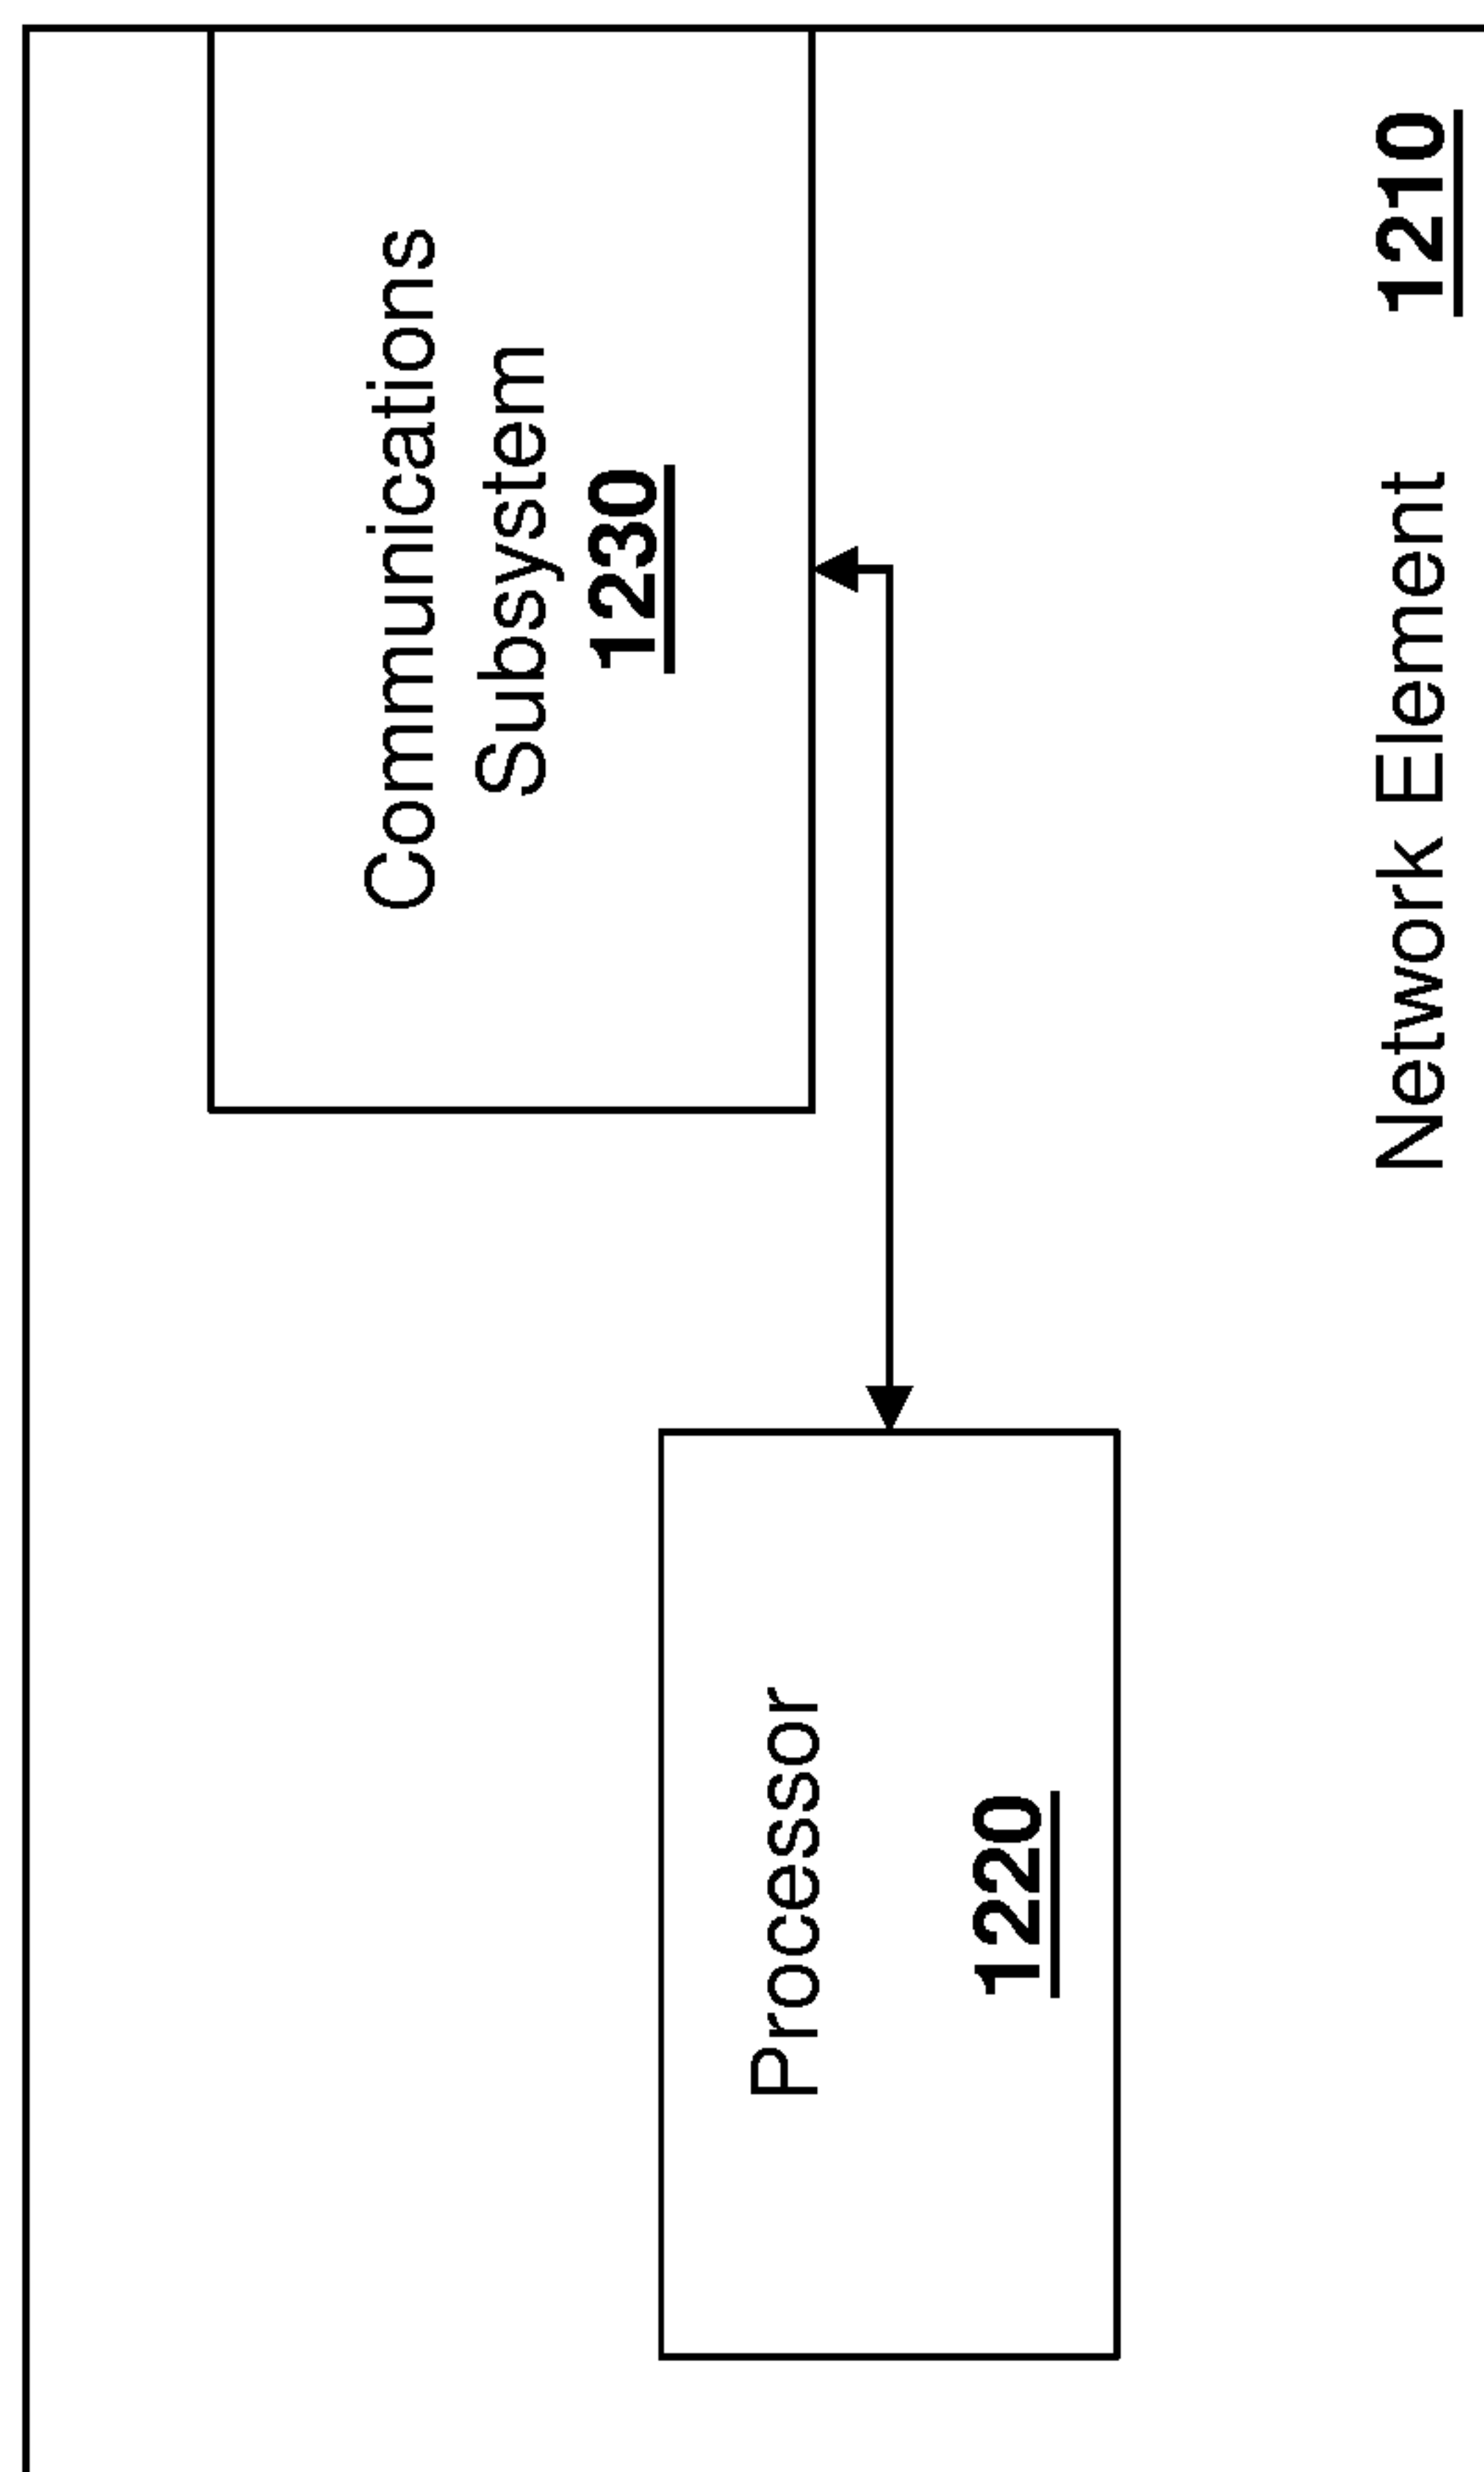 Communications
Subsystem
1230
Processor
1220
Network Element 1210